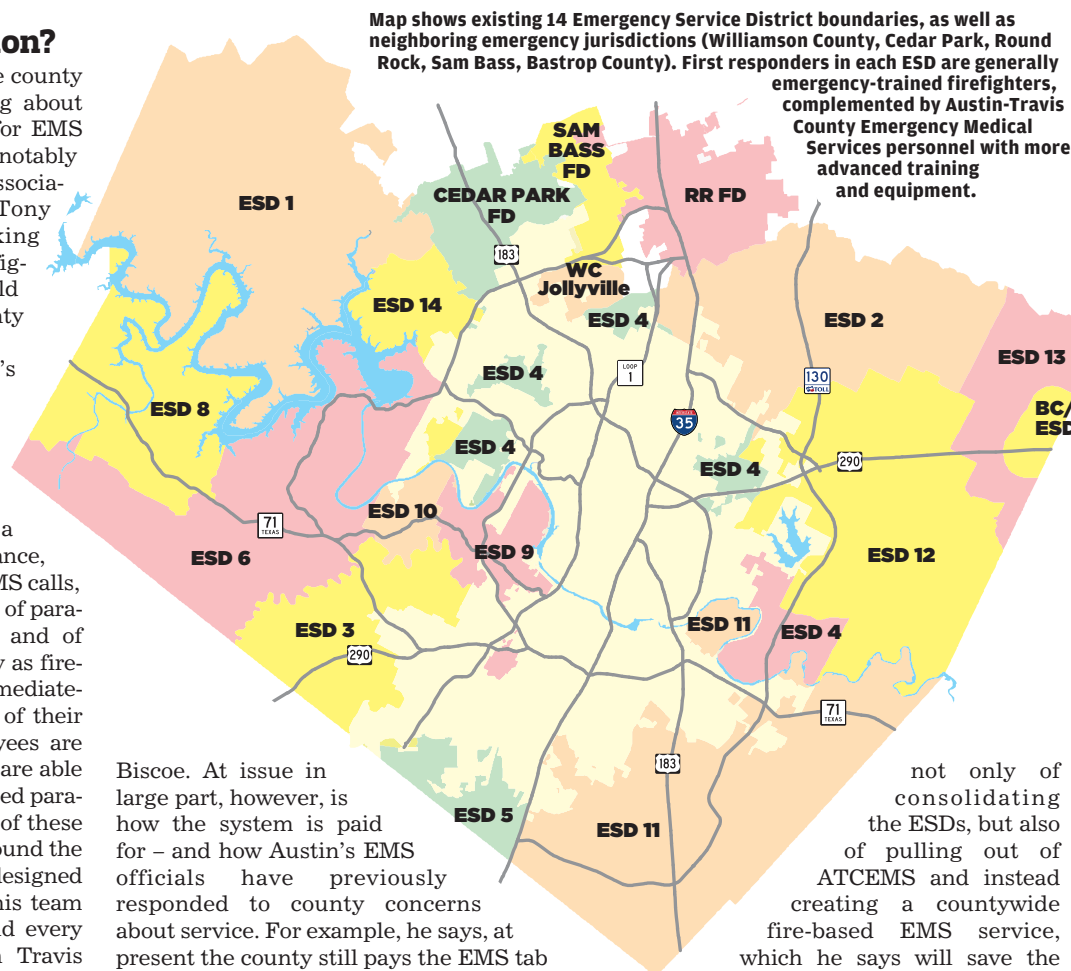 ion?
e county
g about
for EMS
notably
ssocia-
Tony
king
fig-
ld
nty
's
a
ance,
MS calls,
of para-
and of
y as fire-
mediate-
of their
yees are
are able
ed para-
of these
ound the
designed
his team
d every
n Travis
Map shows existing 14 Emergency Service District boundaries, as well as
neighboring emergency jurisdictions (Williamson County, Cedar Park, Round
Rock, Sam Bass, Bastrop County). First responders in each ESD are generally
emergency-trained firefighters,
complemented by Austin-Travis
County Emergency Medical
Services personnel with more
advanced training
and equipment.
SAM
BASS
FD
CEDAR PARK
FD
RR FD
ESD 1
183
WC
Jollyville
ESD 14
ESD 4
ESD 2
ESD 13
LOOP
1
130
TOLL
ESD 4
ESD 8
BC/
ESD
INTERSTATE
35
ESD 4
ESD 4
290
ESD 10
71
TEXAS
ESD 6
ESD 9
ESD 12
ESD 3
290
ESD 11
ESD 4
71
TEXAS
183
ESD 5
ESD 11
Biscoe. At issue in
large part, however, is
how the system is paid
for – and how Austin's EMS
officials have previously
responded to county concerns
about service. For example, he says, at
present the county still pays the EMS tab
not only of
consolidating
the ESDs, but also
of pulling out of
ATCEMS and instead
creating a countywide
fire-based EMS service,
which he says will save the